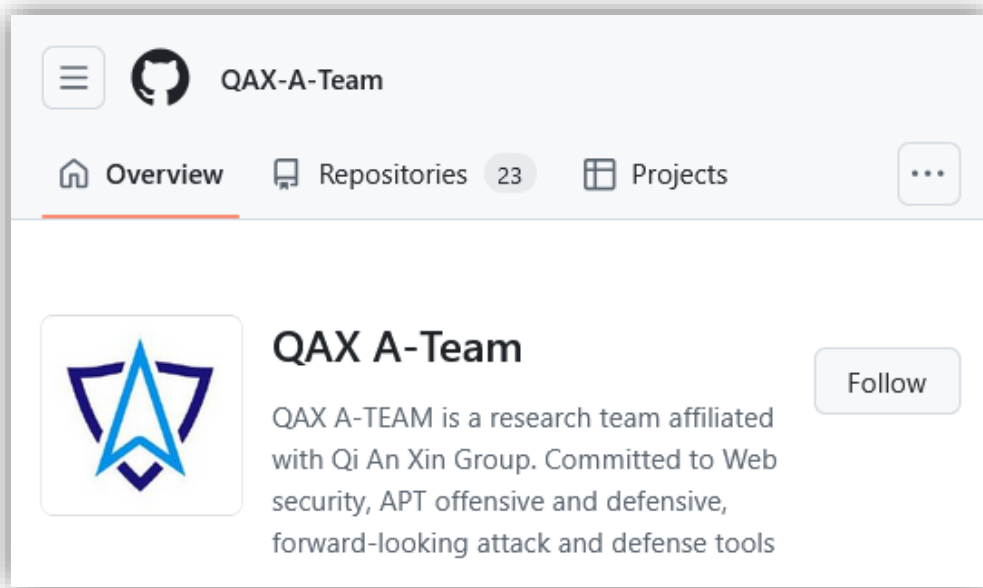 QAX-A-Team
Overview Repositories 23 Projects
QAX A-Team
Follow
QAX A-TEAM is a research team affiliated
with Qi An Xin Group. Committed to Web
security, APT offensive and defensive,
forward-looking attack and defense tools